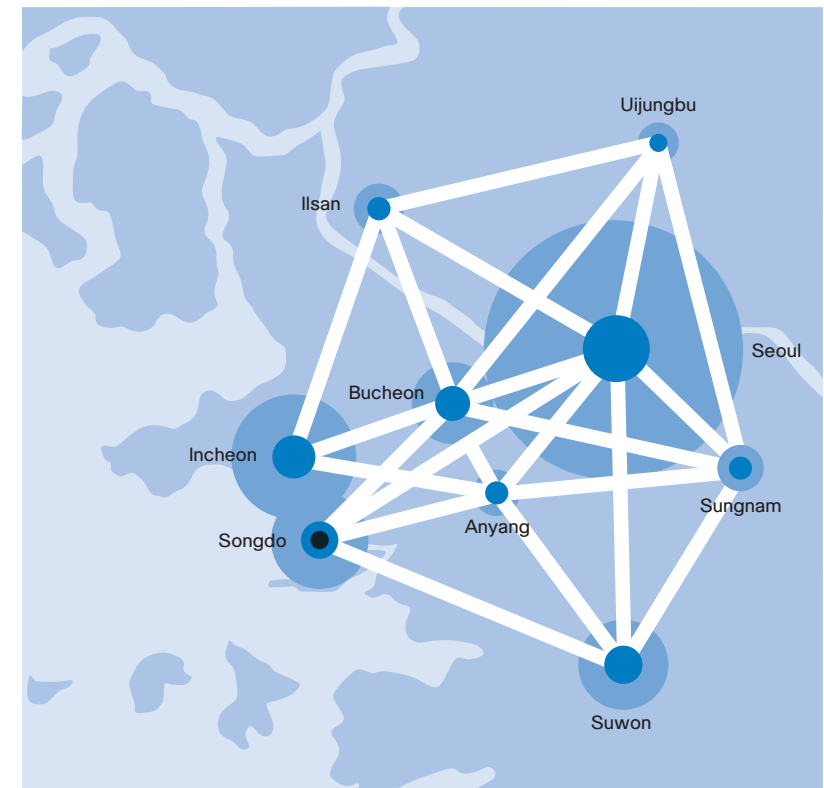 Uijungbu
Ilsan
Seoul
Bucheon
Incheon
Sungnam
Anyang
Songdo
Suwon